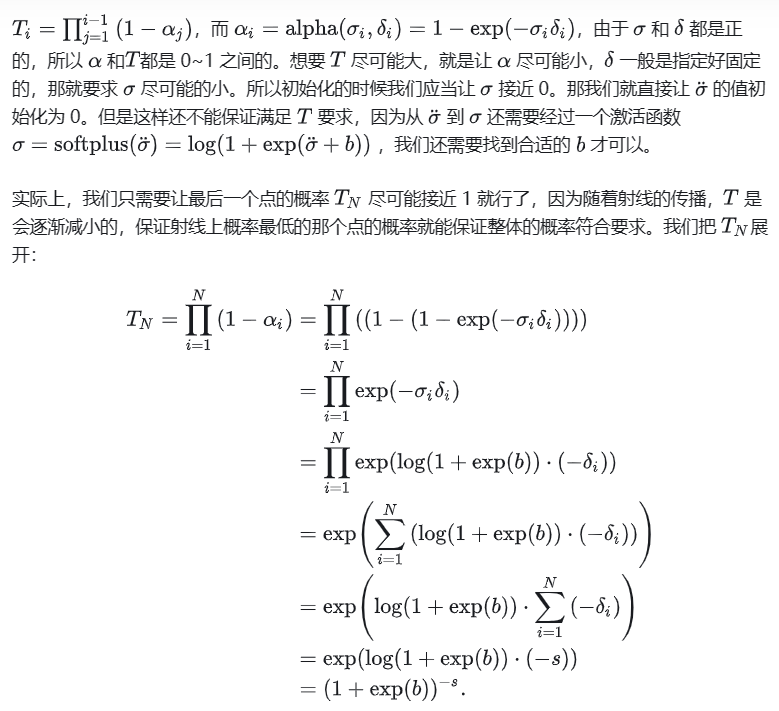 $T_i = \prod_{j=1}^{i-1}(1-\alpha_j)$，而 $\alpha_i = \mathrm{alpha}(\sigma_i, \delta_i) = 1 - \exp(-\sigma_i\delta_i)$，由于 $\sigma$ 和 $\delta$ 都是正
的，所以 $\alpha$ 和$T$都是 0~1 之间的。想要 $T$ 尽可能大，就是让 $\alpha$ 尽可能小，$\delta$ 一般是指定好固定
的，那就要求 $\sigma$ 尽可能的小。所以初始化的时候我们应当让 $\sigma$ 接近 0。那我们就直接让 $\ddot{\sigma}$ 的值初
始化为 0。但是这样还不能保证满足 $T$ 要求，因为从 $\ddot{\sigma}$ 到 $\sigma$ 还需要经过一个激活函数
$\sigma = \mathrm{softplus}(\ddot{\sigma}) = \log(1 + \exp(\ddot{\sigma} + b))$ ，我们还需要找到合适的 $b$ 才可以。
实际上，我们只需要让最后一个点的概率 $T_N$ 尽可能接近 1 就行了，因为随着射线的传播，$T$ 是
会逐渐减小的，保证射线上概率最低的那个点的概率就能保证整体的概率符合要求。我们把 $T_N$展
开：
$T_N = \prod_{i=1}^{N}(1-\alpha_i) = \prod_{i=1}^{N}((1-(1-\exp(-\sigma_i\delta_i))))$
$= \prod_{i=1}^{N}\exp(-\sigma_i\delta_i)$
$= \prod_{i=1}^{N}\exp(\log(1+\exp(b))\cdot(-\delta_i))$
$= \exp\left(\sum_{i=1}^{N}(\log(1+\exp(b))\cdot(-\delta_i))\right)$
$= \exp\left(\log(1+\exp(b))\cdot\sum_{i=1}^{N}(-\delta_i)\right)$
$= \exp(\log(1+\exp(b))\cdot(-s))$
$= (1+\exp(b))^{-s}.$